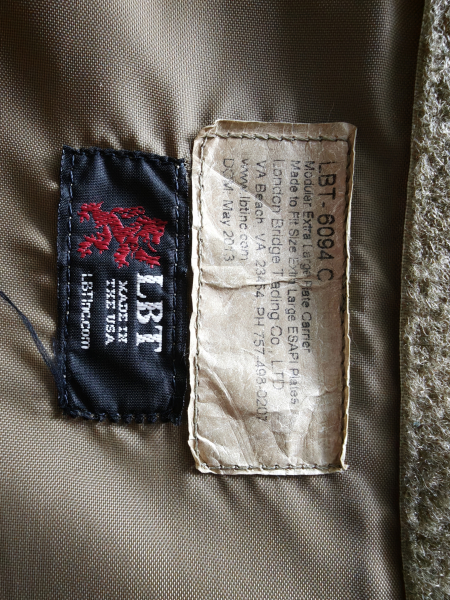 LBT- 6094 C
Moduler Extra Large Plate Carrier
Made to Fit Size Extra Large ESAPI Plates
London Bridge Trading Co., LTD.
VA Beach VA. 23454 PH 757-498-0207
www.lbtinc.com
DOM: May 2013
LBT
MADE IN
THE USA
LBTinc.com